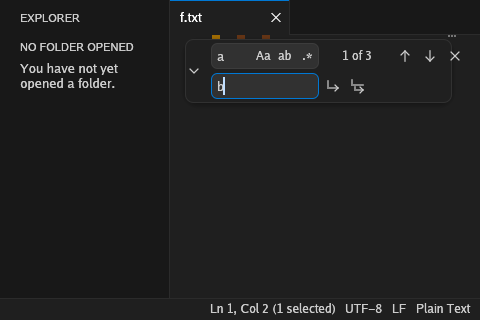 EXPLORER
NO FOLDER OPENED
You have not yet
opened a folder.
f.txt
a Aa ab .* 1 of 3
b
Ln 1, Col 2 (1 selected) UTF-8 LF Plain Text